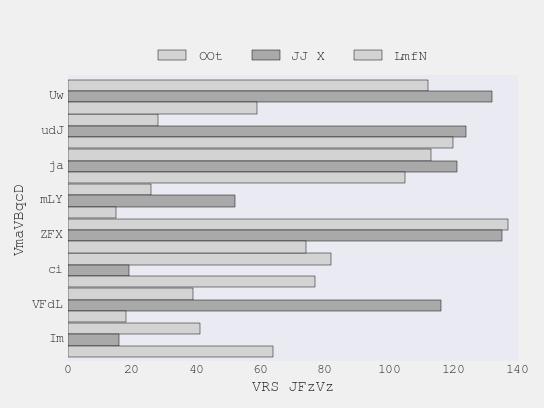 OOt JJ X LmfN
Uw
udJ
ja
mLY
ZFX
ci
VFdL
Im
VmaVBqcD
0 20 40 60 80 100 120 140
VRS JFzVz